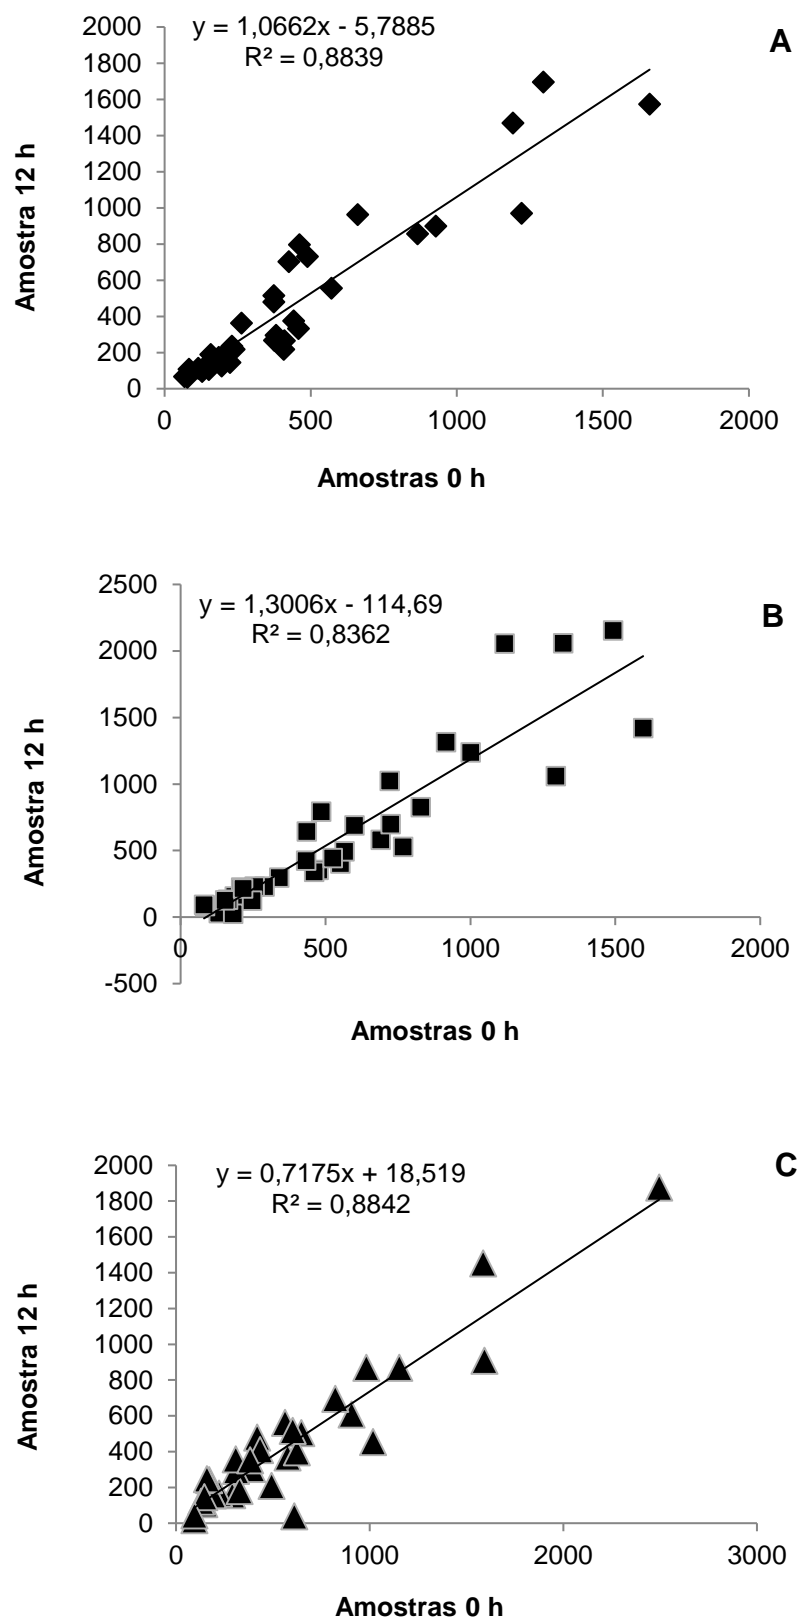 y = 1,0662x - 5,7885
R² = 0,8839
A
2000
1800
1600
1400
1200
1000
800
600
400
200
0
0 500 1000 1500 2000
Amostra 12 h
Amostras 0 h
y = 1,3006x - 114,69
R² = 0,8362
B
2500
2000
1500
1000
500
0
-500
0 500 1000 1500 2000
Amostra 12 h
Amostras 0 h
y = 0,7175x + 18,519
R² = 0,8842
C
2000
1800
1600
1400
1200
1000
800
600
400
200
0
0 1000 2000 3000
Amostra 12 h
Amostras 0 h